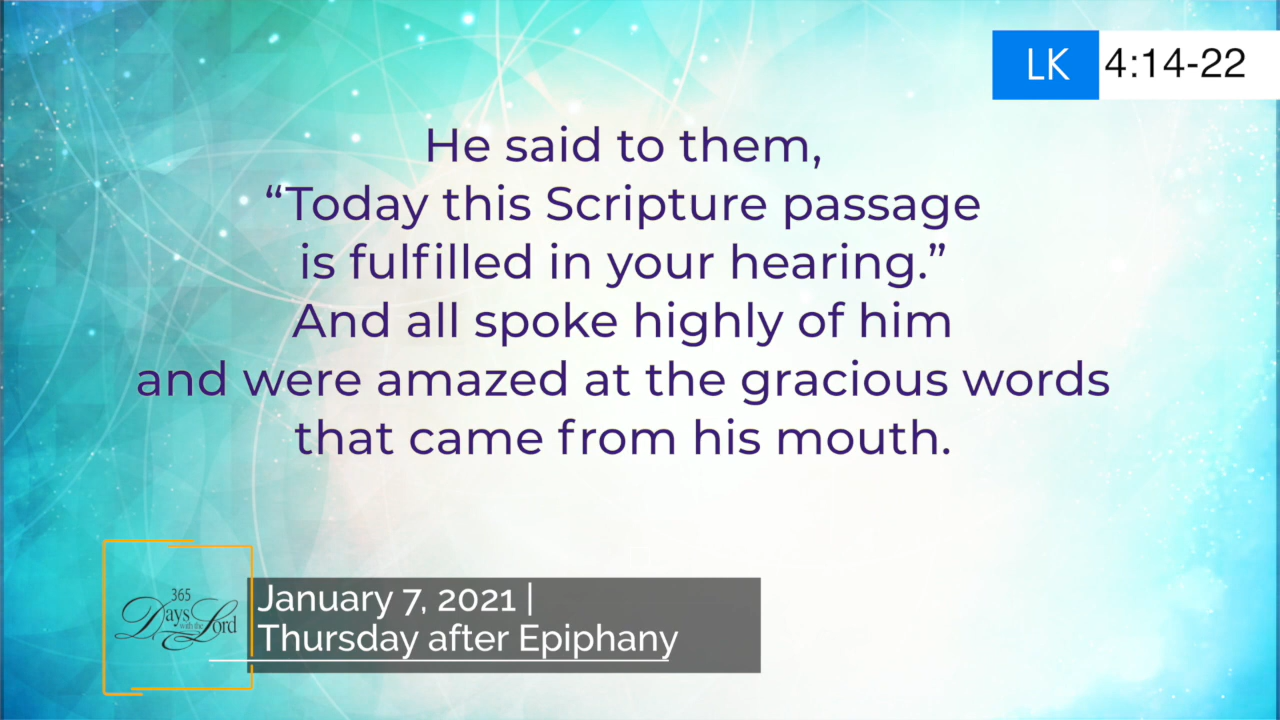 LK 4:14-22
He said to them,
“Today this Scripture passage
is fulfilled in your hearing.”
And all spoke highly of him
and were amazed at the gracious words
that came from his mouth.
365
Days with the Lord
January 7, 2021 |
Thursday after Epiphany